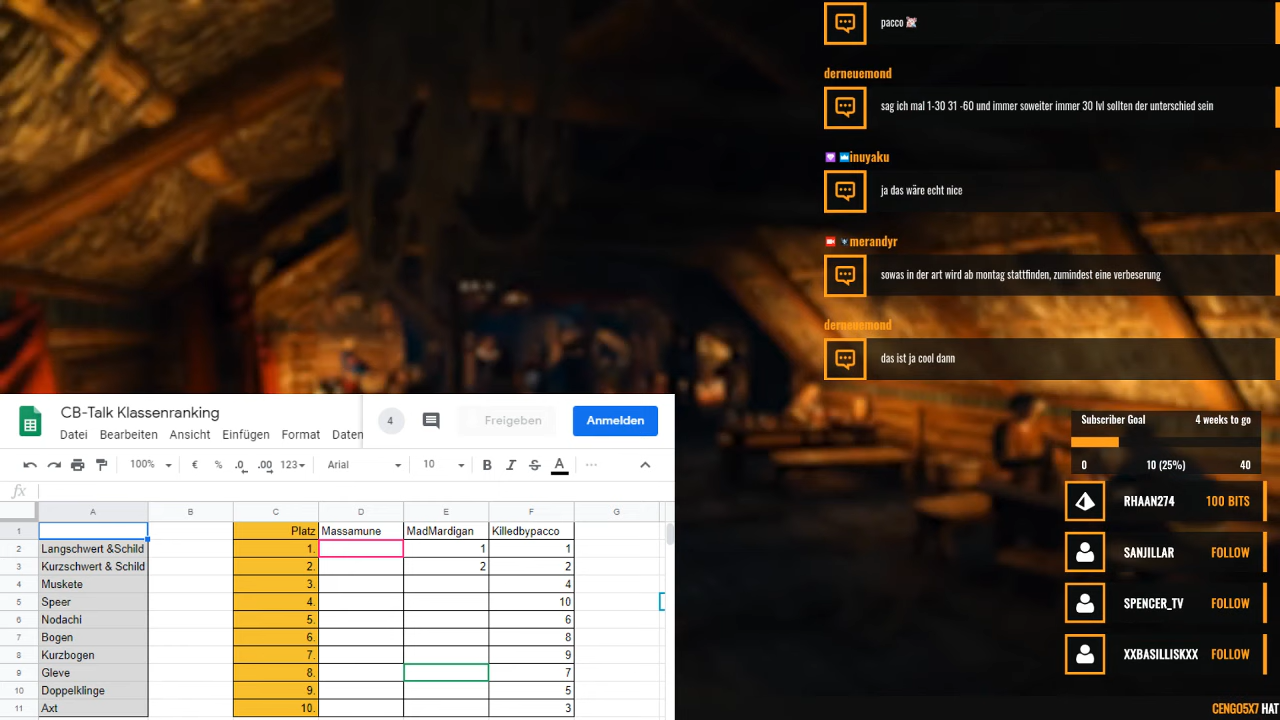 pacco
derneuemond
sag ich mal 1-30 31 -60 und immer soweiter immer 30 lvl sollten der unterschied sein
inuyaku
ja das wäre echt nice
merandyr
sowas in der art wird ab montag stattfinden, zumindest eine verbeserung
derneuemond
das ist ja cool dann
Subscriber Goal 4 weeks to go
0 10 (25%) 40
RHAAN274 100 BITS
SANJILLAR FOLLOW
SPENCER_TV FOLLOW
XXBASILLISKXX FOLLOW
CENGO5X7 HAT
CB-Talk Klassenranking
4 Freigeben Anmelden
Datei Bearbeiten Ansicht Einfügen Format Daten
100% € % .0 .00 123 Arial 10 B I S A
fx
A B C D E F G
1 Platz Massamune MadMardigan Killedbypacco
2 Langschwert &Schild 1. 1 1
3 Kurzschwert & Schild 2. 2 2
4 Muskete 3. 4
5 Speer 4. 10
6 Nodachi 5. 6
7 Bogen 6. 8
8 Kurzbogen 7. 9
9 Gleve 8. 7
10 Doppelklinge 9. 5
11 Axt 10. 3